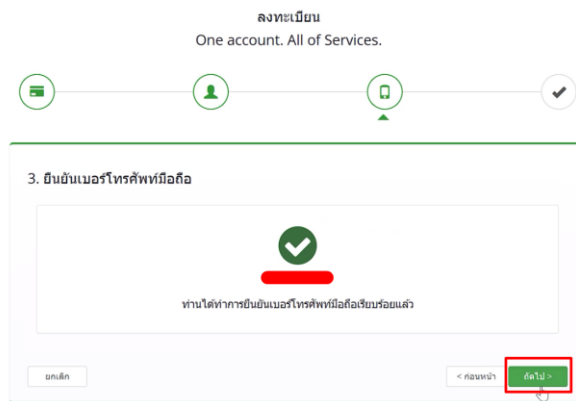 ลงทะเบียน
One account. All of Services.
3. ยืนยันเบอร์โทรศัพท์มือถือ
ท่านได้ทำการยืนยันเบอร์โทรศัพท์มือถือเรียบร้อยแล้ว
ยกเลิก
< ก่อนหน้า
ถัดไป >